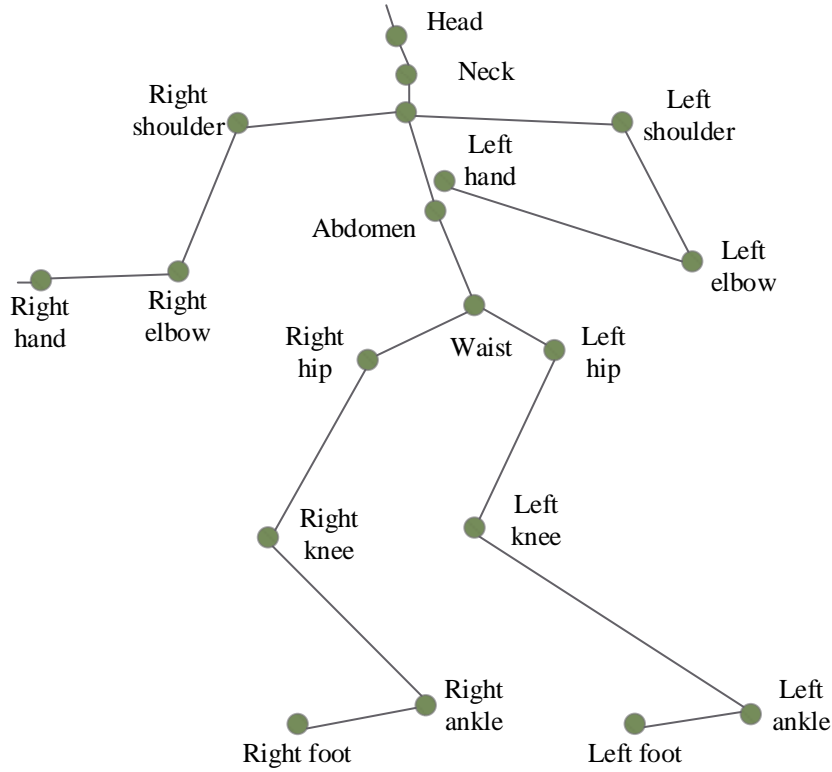 Head
Neck
Right
shoulder
Left
shoulder
Left
hand
Abdomen
Left
elbow
Right
hand
Right
elbow
Right
hip
Waist
Left
hip
Right
knee
Left
knee
Right
ankle
Left
ankle
Right foot
Left foot